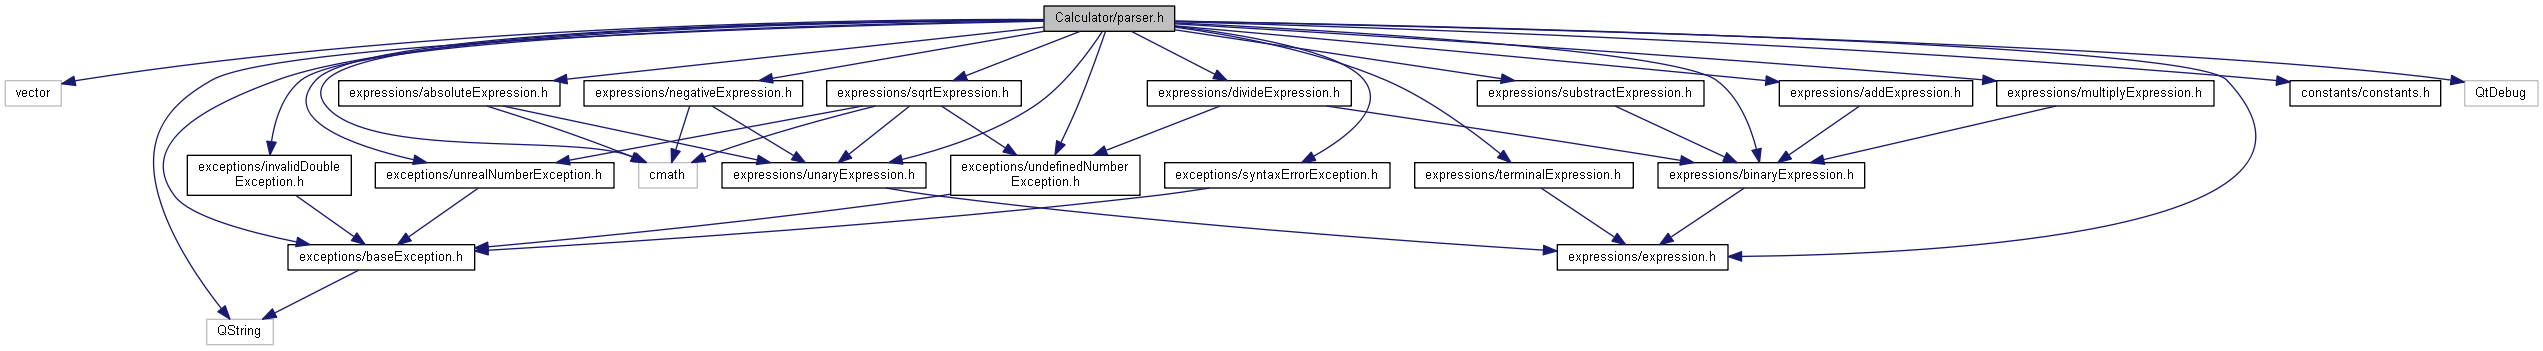 Calculator/parser.h
vector
expressions/absoluteExpression.h
expressions/negativeExpression.h
expressions/sqrtExpression.h
expressions/divideExpression.h
expressions/substractExpression.h
expressions/addExpression.h
expressions/multiplyExpression.h
constants/constants.h
QtDebug
exceptions/invalidDouble
Exception.h
exceptions/unrealNumberException.h
cmath
expressions/unaryExpression.h
exceptions/undefinedNumber
Exception.h
exceptions/syntaxErrorException.h
expressions/terminalExpression.h
expressions/binaryExpression.h
exceptions/baseException.h
expressions/expression.h
QString